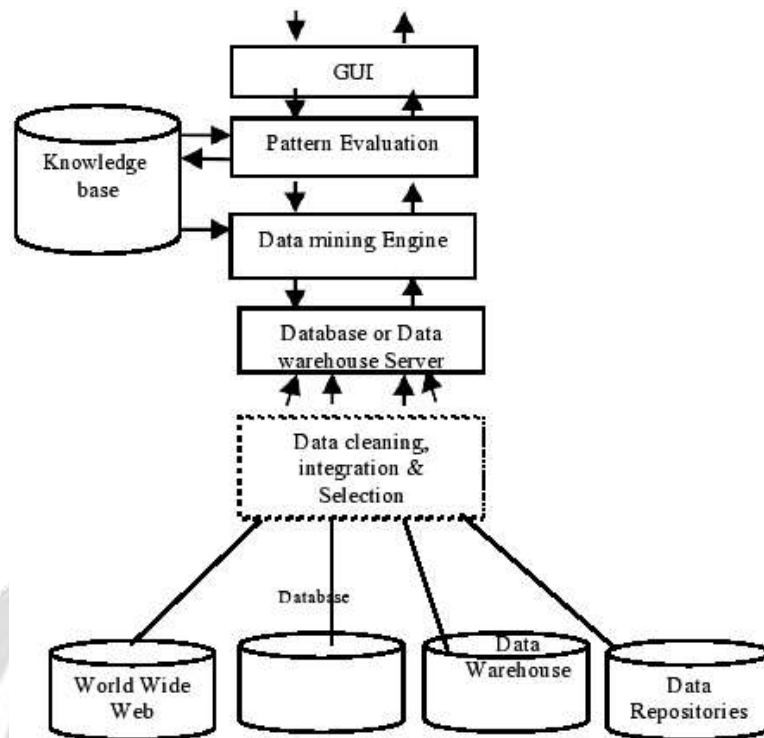 GUI
Pattern Evaluation
Knowledge
base
Data mining Engine
Database or Data
warehouse Server
Data cleaning,
integration &
Selection
Database
World Wide
Web
Data
Warehouse
Data
Repositories